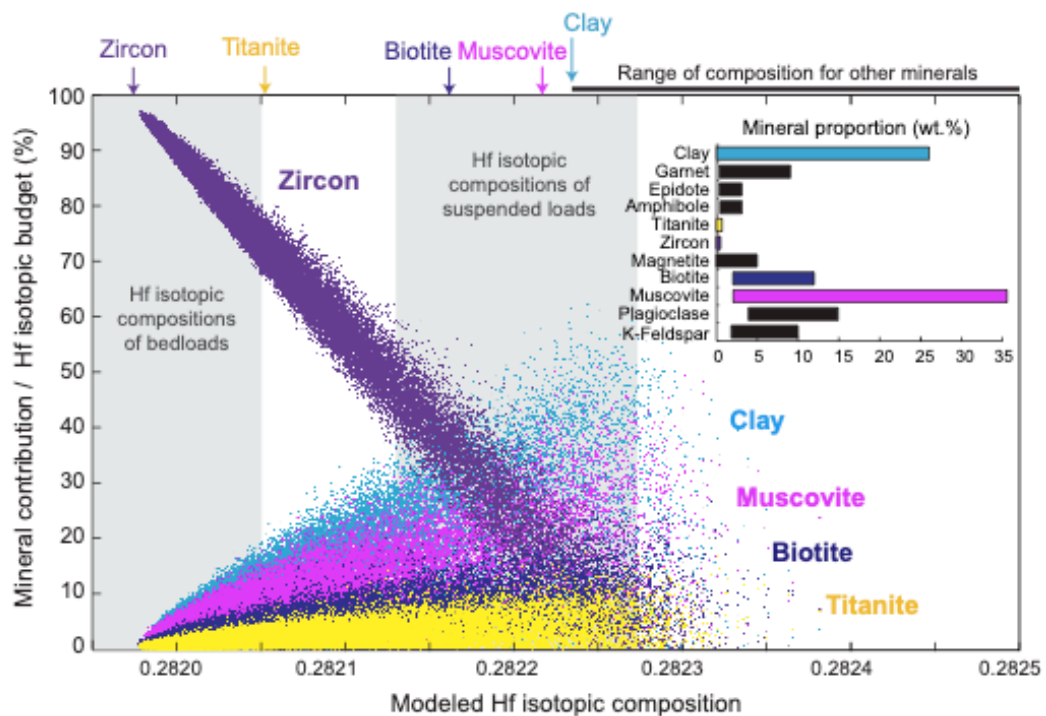 Clay
Zircon
Titanite
Biotite
Muscovite
Range of composition for other minerals
100
90
80
70
60
50
40
30
20
10
0
Mineral contribution / Hf isotopic budget (%)
Zircon
Hf isotopic
compositions of
suspended loads
Hf isotopic
compositions
of bedloads
Mineral proportion (wt.%)
Clay
Garnet
Epidote
Amphibole
Titanite
Zircon
Magnetite
Biotite
Muscovite
Plagioclase
K-Feldspar
0 5 10 15 20 25 30 35
Clay
Muscovite
Biotite
Titanite
0.2820 0.2821 0.2822 0.2823 0.2824 0.2825
Modeled Hf isotopic composition